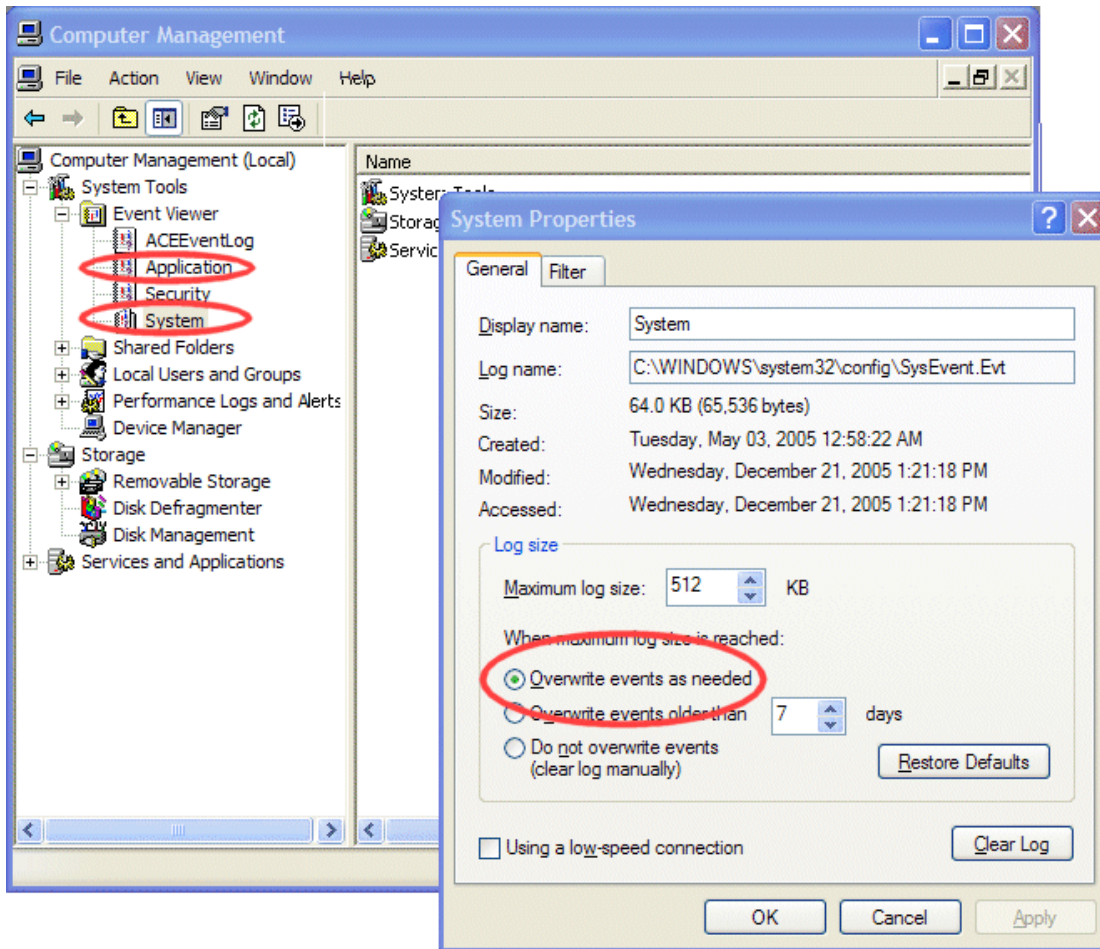 Computer Management
File Action View Window Help
Computer Management (Local)
System Tools
Event Viewer
ACEEventLog
Application
Security
System
Shared Folders
Local Users and Groups
Performance Logs and Alerts
Device Manager
Storage
Removable Storage
Disk Defragmenter
Disk Management
Services and Applications
Name
System Tools
Storag
Servic
System Properties
General Filter
Display name: System
Log name: C:\WINDOWS\system32\config\SysEvent.Evt
Size: 64.0 KB (65,536 bytes)
Created: Tuesday, May 03, 2005 12:58:22 AM
Modified: Wednesday, December 21, 2005 1:21:18 PM
Accessed: Wednesday, December 21, 2005 1:21:18 PM
Log size
Maximum log size: 512 KB
When maximum log size is reached:
Overwrite events as needed
Overwrite events older than 7 days
Do not overwrite events
(clear log manually)
Restore Defaults
Using a low-speed connection
Clear Log
OK Cancel Apply